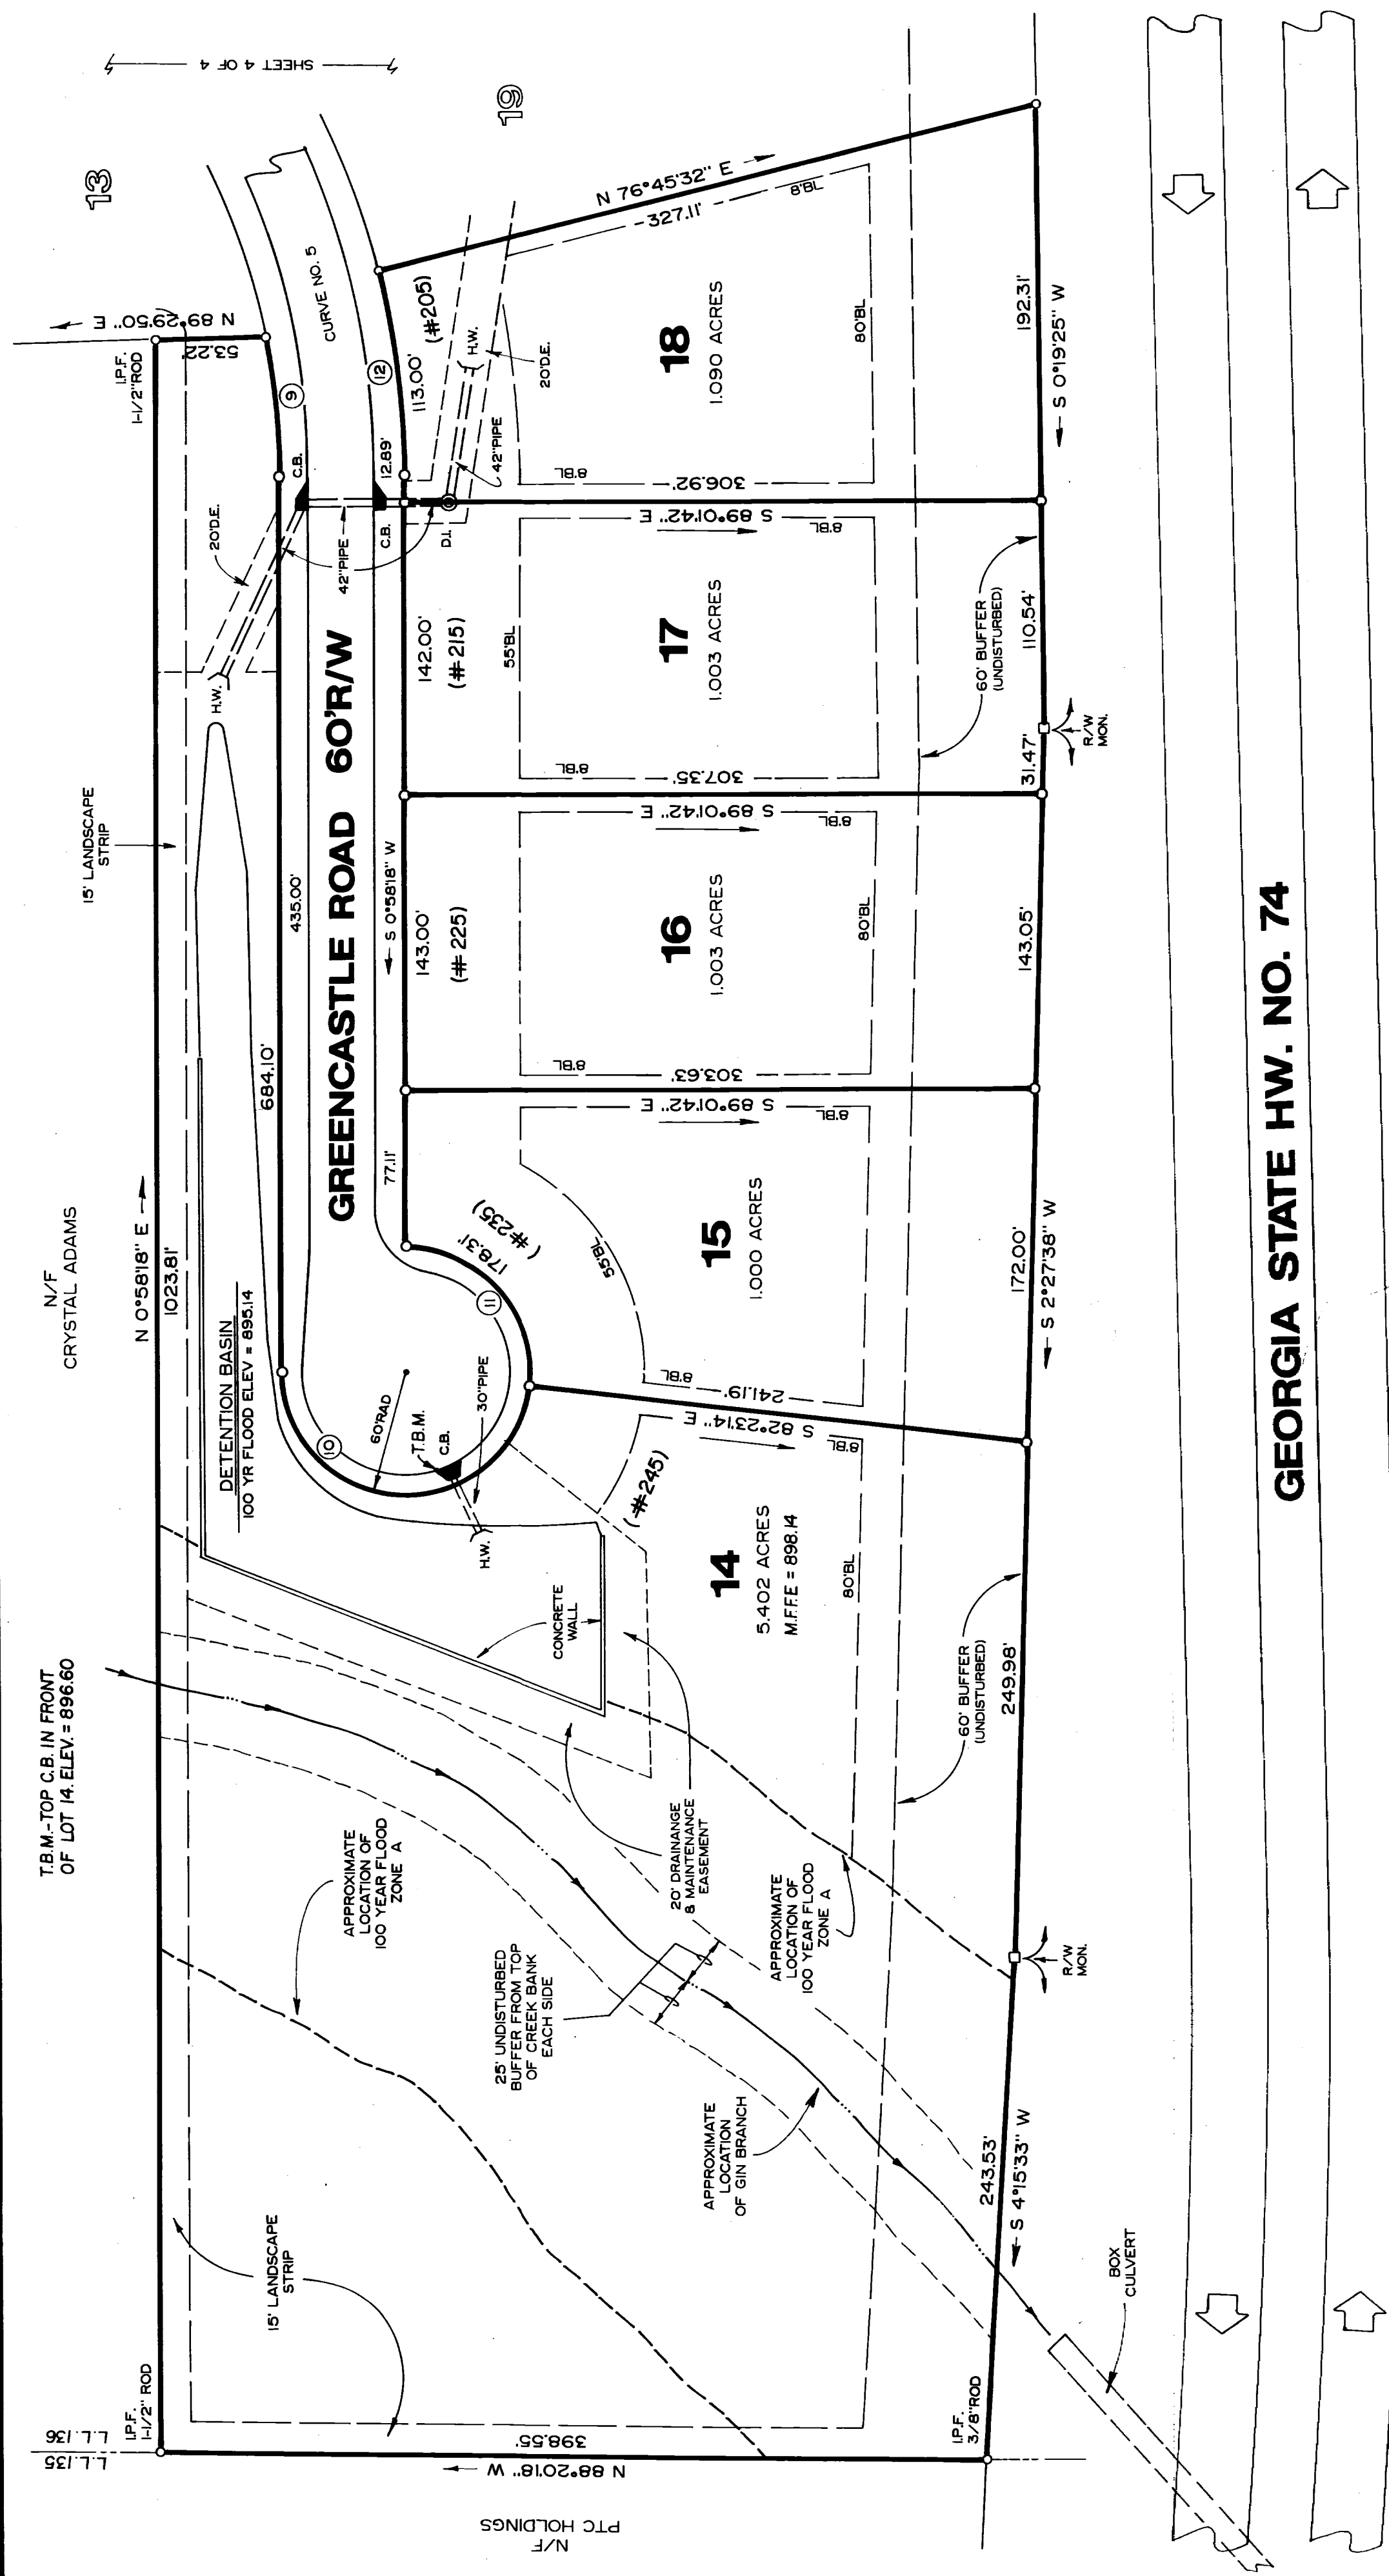 T.B.M.-TOP C.B. IN FRONT
OF LOT 14. ELEV. = 896.60
N/F
CRYSTAL ADAMS
15' LANDSCAPE
STRIP
13
SHEET 4 OF 4
L.L. 135
L.L. 136
I.P.F.
1-1/2" ROD
N 0°58'18" E
1023.81'
I.P.F.
1-1/2" ROD
N 89°29'50" E
53.22'
19
APPROXIMATE
LOCATION OF
100 YEAR FLOOD
ZONE A
DETENTION BASIN
100 YR FLOOD ELEV = 895.14
684.10'
435.00'
H.W.
20'D.E.
C.B.
9
CURVE NO. 5
15' LANDSCAPE
STRIP
10
60'RAD
T.B.M.
C.B.
30"PIPE
H.W.
GREENCASTLE ROAD 60'R/W
42"PIPE
C.B.
12
12.89'
113.00'
(#205)
S 0°58'18" W
77.11'
143.00'
(# 225)
142.00'
(# 215)
D.I.
42"PIPE
H.W.
20'D.E.
N 76°45'32" E
327.11'
8'BL
25' UNDISTURBED
BUFFER FROM TOP
OF CREEK BANK
EACH SIDE
CONCRETE
WALL
11
178.31'
(#235)
55'BL
55'BL
20' DRAINANGE
& MAINTENANCE
EASEMENT
(#245)
14
5.402 ACRES
M.F.F.E = 898.14
80'BL
8'BL
S 82°23'14" E
241.19'
8'BL
15
1.000 ACRES
8'BL
S 89°01'42" E
303.63'
8'BL
16
1.003 ACRES
80'BL
8'BL
S 89°01'42" E
307.35'
8'BL
17
1.003 ACRES
8'BL
S 89°01'42" E
306.92'
8'BL
18
1.090 ACRES
80'BL
APPROXIMATE
LOCATION
OF GIN BRANCH
APPROXIMATE
LOCATION OF
100 YEAR FLOOD
ZONE A
60' BUFFER
(UNDISTURBED)
60' BUFFER
(UNDISTURBED)
N/F
PTC HOLDINGS
N 88°20'18" W
398.55'
I.P.F.
3/8"ROD
243.53'
S 4°15'33" W
R/W
MON.
249.98'
172.00'
S 2°27'38" W
143.05'
31.47'
R/W
MON.
110.54'
192.31'
S 0°19'25" W
BOX
CULVERT
GEORGIA STATE HW. NO. 74